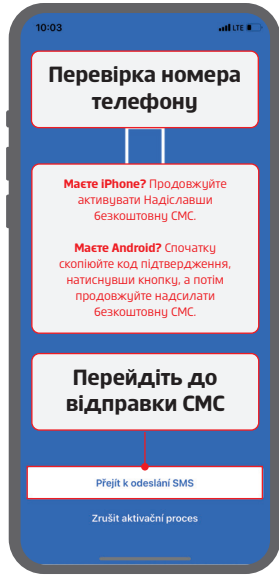 10:03
LTE
Перевірка номера
телефону
Маєте iPhone? Продовжуйте
активувати Надіславши
безкоштовну СМС.
Маєте Android? Спочатку
скопіюйте код підтвердження,
натиснувши кнопку, а потім
продовжуйте надсилати
безкоштовну СМС.
Перейдіть до
відправки СМС
Přejít k odeslání SMS
Zrušit aktivační proces